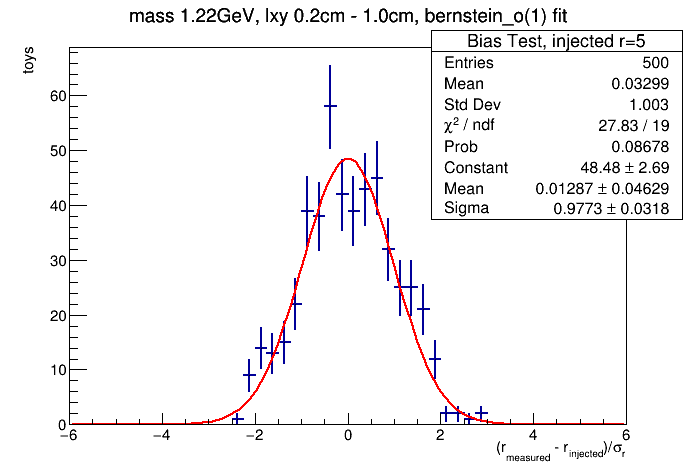 mass 1.22GeV, lxy 0.2cm - 1.0cm, bernstein_o(1) fit
Bias Test, injected r=5
Entries 500
Mean 0.03299
Std Dev 1.003
χ² / ndf 27.83 / 19
Prob 0.08678
Constant 48.48 ± 2.69
Mean 0.01287 ± 0.04629
Sigma 0.9773 ± 0.0318
toys
60
50
40
30
20
10
0
−6 −4 −2 0 2 4 6
(r_measured - r_injected)/σ_r